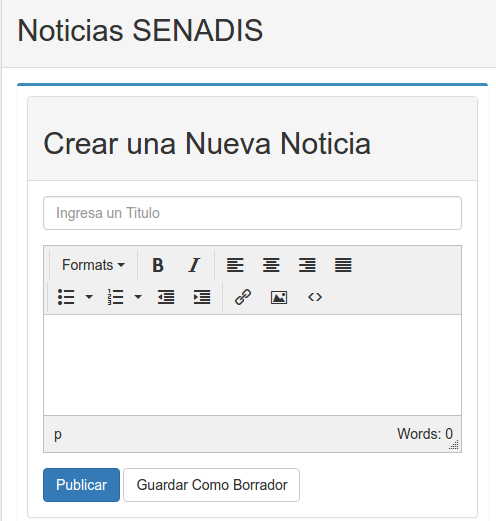 Noticias SENADIS
Crear una Nueva Noticia
Ingresa un Titulo
Formats B I
p Words: 0
Publicar Guardar Como Borrador